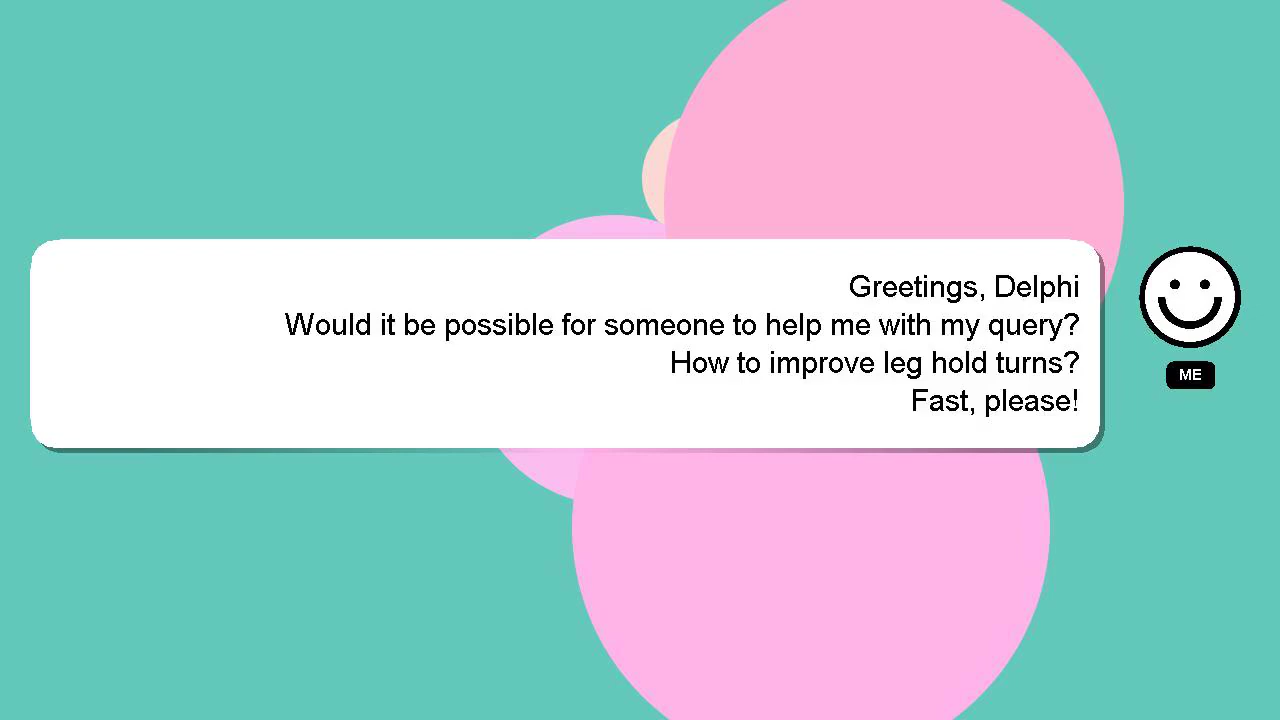 Greetings, Delphi
Would it be possible for someone to help me with my query?
How to improve leg hold turns?
Fast, please!
ME